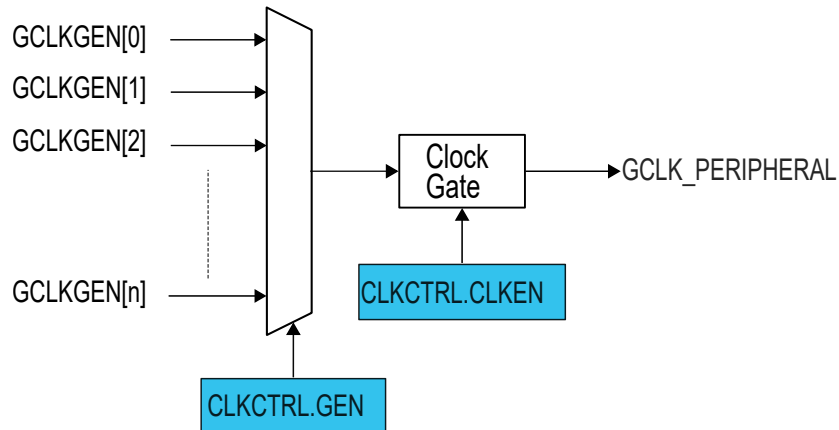 GCLKGEN[0]
GCLKGEN[1]
GCLKGEN[2]
GCLKGEN[n]
Clock
Gate
GCLK_PERIPHERAL
CLKCTRL.CLKEN
CLKCTRL.GEN